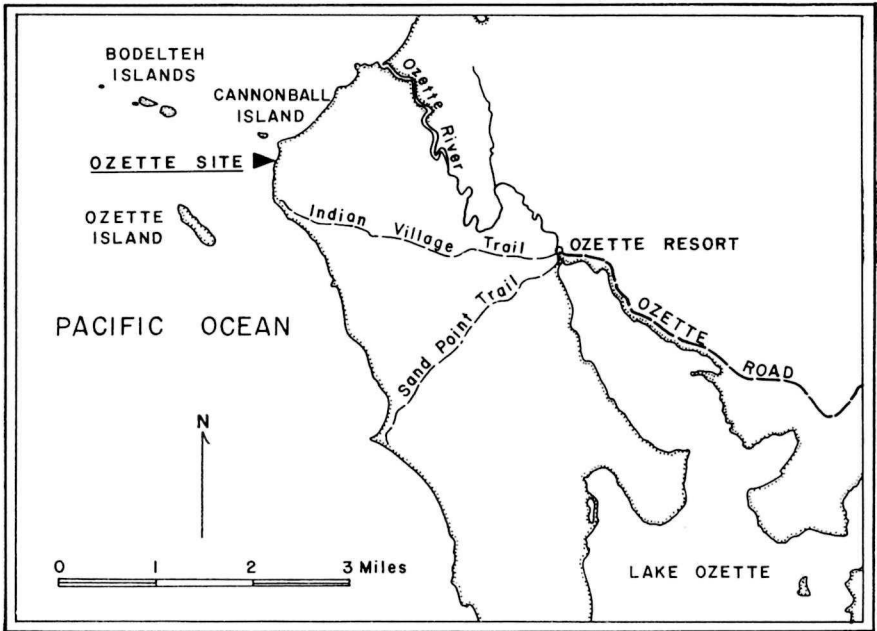 BODELTEH
ISLANDS
CANNONBALL
ISLAND
Ozette River
OZETTE SITE
OZETTE
ISLAND
Indian Village Trail
OZETTE RESORT
Sand Point Trail
OZETTE ROAD
PACIFIC OCEAN
N
0 1 2 3 Miles
LAKE OZETTE